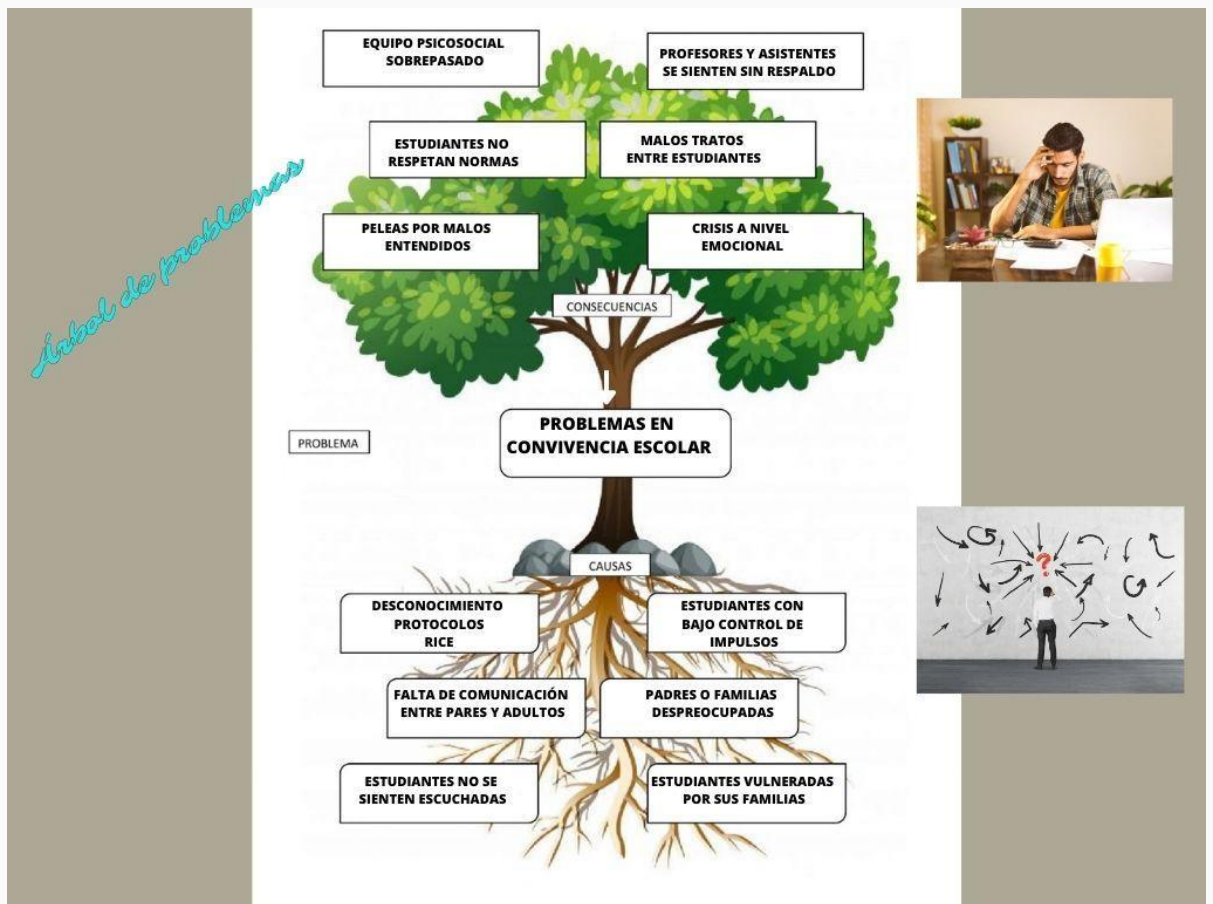 Árbol de problemas
EQUIPO PSICOSOCIAL
SOBREPASADO
PROFESORES Y ASISTENTES
SE SIENTEN SIN RESPALDO
ESTUDIANTES NO
RESPETAN NORMAS
MALOS TRATOS
ENTRE ESTUDIANTES
PELEAS POR MALOS
ENTENDIDOS
CRISIS A NIVEL
EMOCIONAL
CONSECUENCIAS
PROBLEMA
PROBLEMAS EN
CONVIVENCIA ESCOLAR
CAUSAS
DESCONOCIMIENTO
PROTOCOLOS
RICE
ESTUDIANTES CON
BAJO CONTROL DE
IMPULSOS
FALTA DE COMUNICACIÓN
ENTRE PARES Y ADULTOS
PADRES O FAMILIAS
DESPREOCUPADAS
ESTUDIANTES NO SE
SIENTEN ESCUCHADAS
ESTUDIANTES VULNERADAS
POR SUS FAMILIAS
?